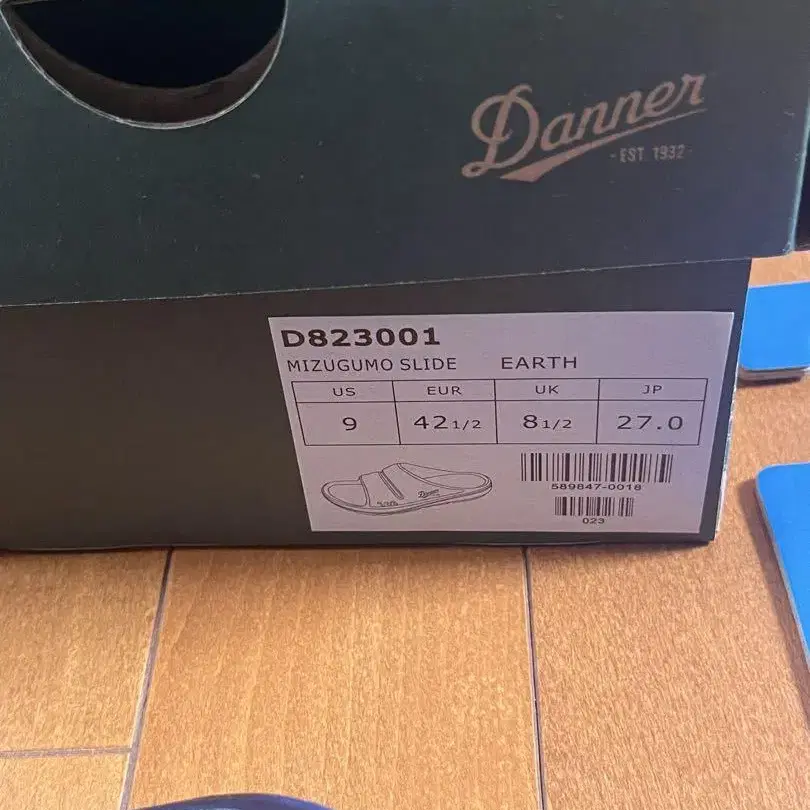 Danner
- EST. 1932 -
D823001
MIZUGUMO SLIDE EARTH
US EUR UK JP
9 42 1/2 8 1/2 27.0
Danner
589847-0018
023